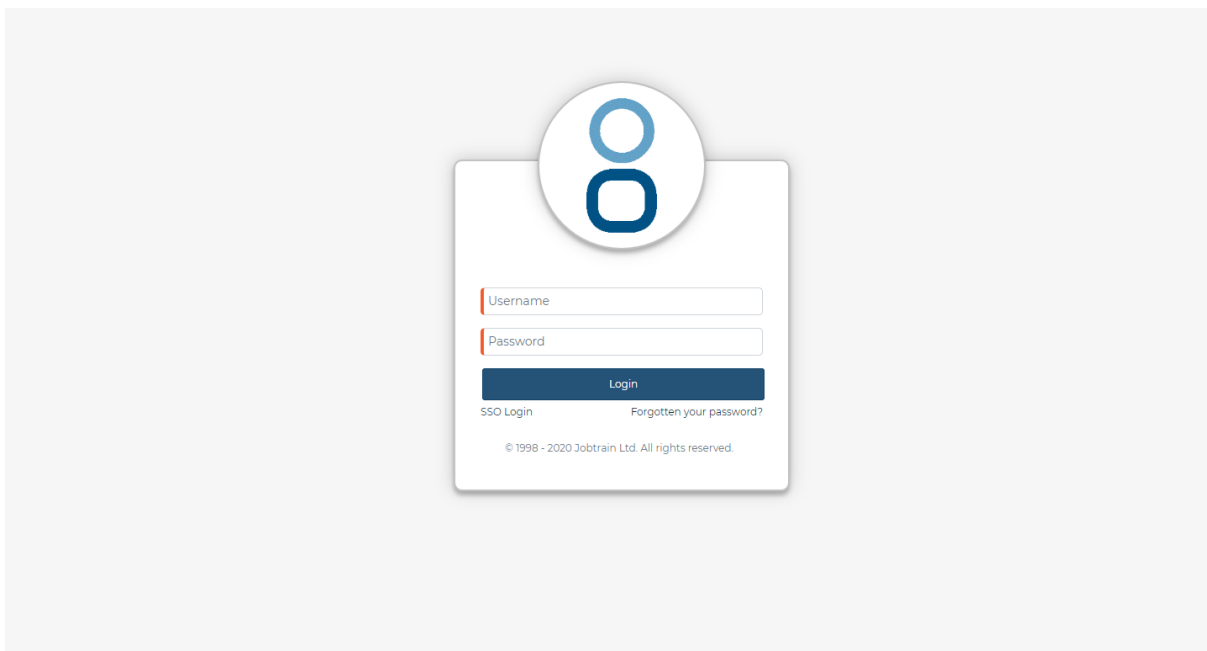 Username
Password
Login
SSO Login Forgotten your password?
© 1998 - 2020 Jobtrain Ltd. All rights reserved.